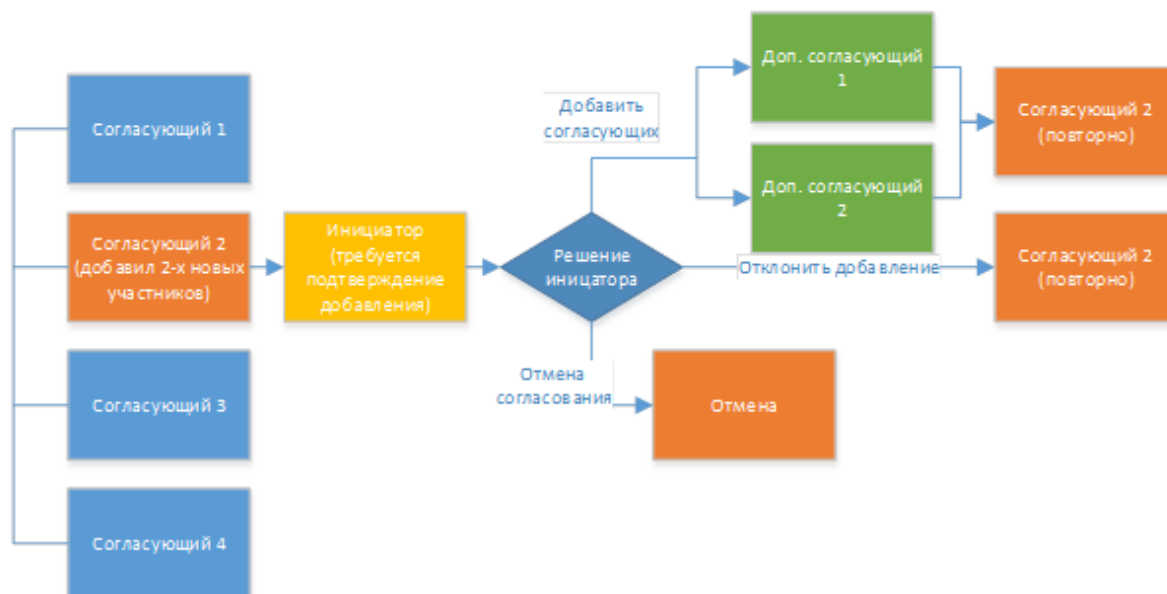 Согласующий 1
Согласующий 2
(добавил 2-х новых
участников)
Согласующий 3
Согласующий 4
Инициатор
(требуется
подтверждение
добавления)
Решение
иницатора
Добавить
согласующих
Доп. согласующий
1
Доп. согласующий
2
Согласующий 2
(повторно)
Отклонить добавление
Согласующий 2
(повторно)
Отмена
согласования
Отмена